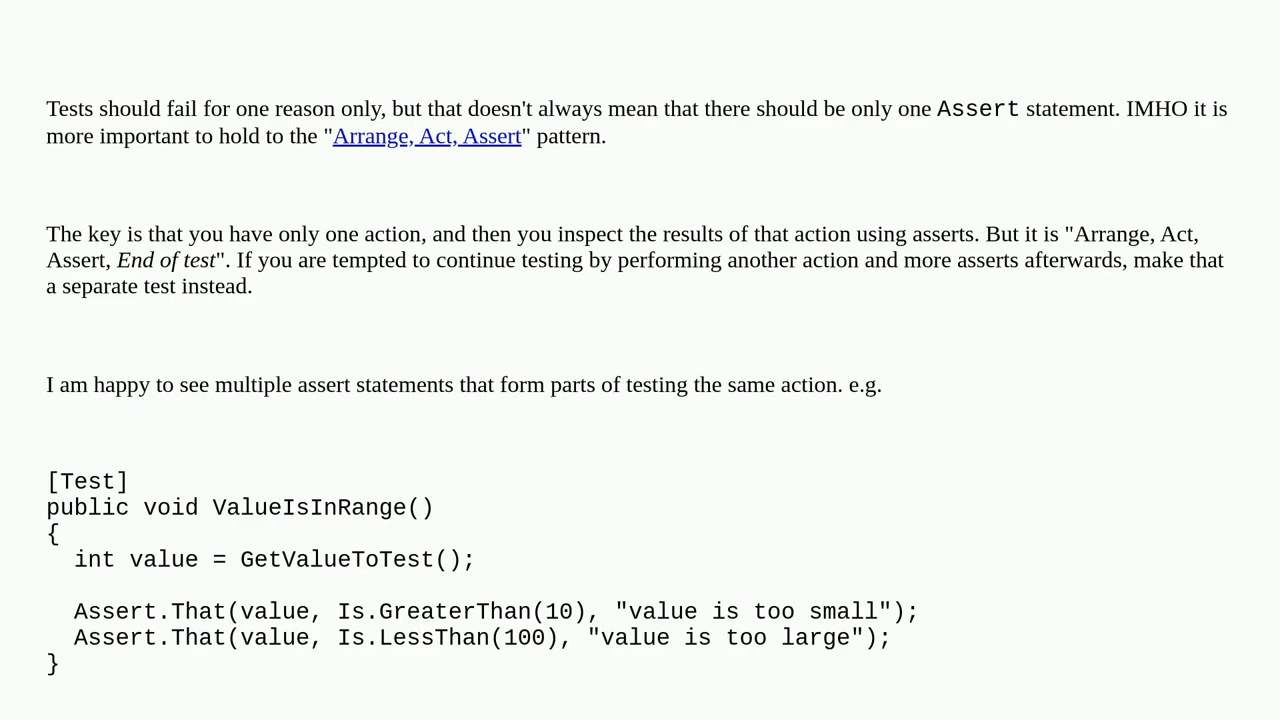 Tests should fail for one reason only, but that doesn't always mean that there should be only one Assert statement. IMHO it is
more important to hold to the "Arrange, Act, Assert" pattern.
The key is that you have only one action, and then you inspect the results of that action using asserts. But it is "Arrange, Act,
Assert, End of test". If you are tempted to continue testing by performing another action and more asserts afterwards, make that
a separate test instead.
I am happy to see multiple assert statements that form parts of testing the same action. e.g.
[Test]
public void ValueIsInRange()
{
  int value = GetValueToTest();
  Assert.That(value, Is.GreaterThan(10), "value is too small");
  Assert.That(value, Is.LessThan(100), "value is too large");
}